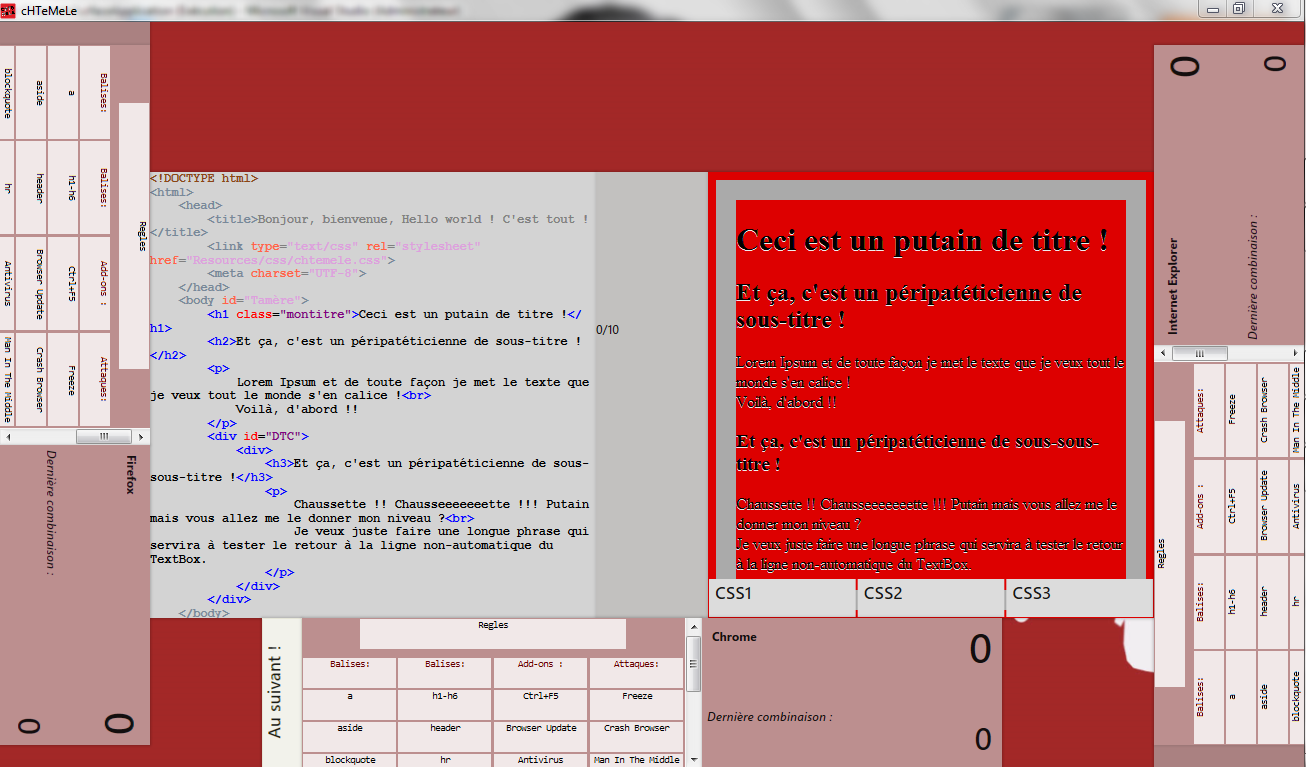 cHTeMeLe
Balises:
a
aside
blockquote
Balises:
h1-h6
header
hr
Add-ons :
Ctrl+F5
Browser Update
Antivirus
Attaques:
Freeze
Crash Browser
Man In The Middle
Regles
Firefox
Dernière combinaison :
0
0
<!DOCTYPE html>
<html>
<head>
<title>Bonjour, bienvenue, Hello world ! C'est tout !
</title>
<link type="text/css" rel="stylesheet"
href="Resources/css/chtemele.css">
<meta charset="UTF-8">
</head>
<body id="Tamère">
<h1 class="montitre">Ceci est un putain de titre !</
h1>
<h2>Et ça, c'est un péripatéticienne de sous-titre !
</h2>
<p>
Lorem Ipsum et de toute façon je met le texte que
je veux tout le monde s'en calice !<br>
Voilà, d'abord !!
</p>
<div id="DTC">
<div>
<h3>Et ça, c'est un péripatéticienne de sous-
sous-titre !</h3>
<p>
Chaussette !! Chausseeeeeette !!! Putain
mais vous allez me le donner mon niveau ?<br>
Je veux juste faire une longue phrase qui
servira à tester le retour à la ligne non-automatique du
TextBox.
</p>
</div>
</div>
</body>
0/10
Ceci est un putain de titre !
Et ça, c'est un péripatéticienne de
sous-titre !
Lorem Ipsum et de toute façon je met le texte que je veux tout le
monde s'en calice !
Voilà, d'abord !!
Et ça, c'est un péripatéticienne de sous-sous-
titre !
Chaussette !! Chausseeeeeette !!! Putain mais vous allez me le
donner mon niveau ?
Je veux juste faire une longue phrase qui servira à tester le retour
à la ligne non-automatique du TextBox.
CSS1
CSS2
CSS3
Au suivant !
Regles
Balises:
Balises:
Add-ons :
Attaques:
a
h1-h6
Ctrl+F5
Freeze
aside
header
Browser Update
Crash Browser
blockquote
hr
Antivirus
Man In The Middle
Chrome
0
Dernière combinaison :
0
Internet Explorer
0
Dernière combinaison :
0
Regles
Balises:
Balises:
Add-ons :
Attaques:
a
h1-h6
Ctrl+F5
Freeze
aside
header
Browser Update
Crash Browser
blockquote
hr
Antivirus
Man In The Middle